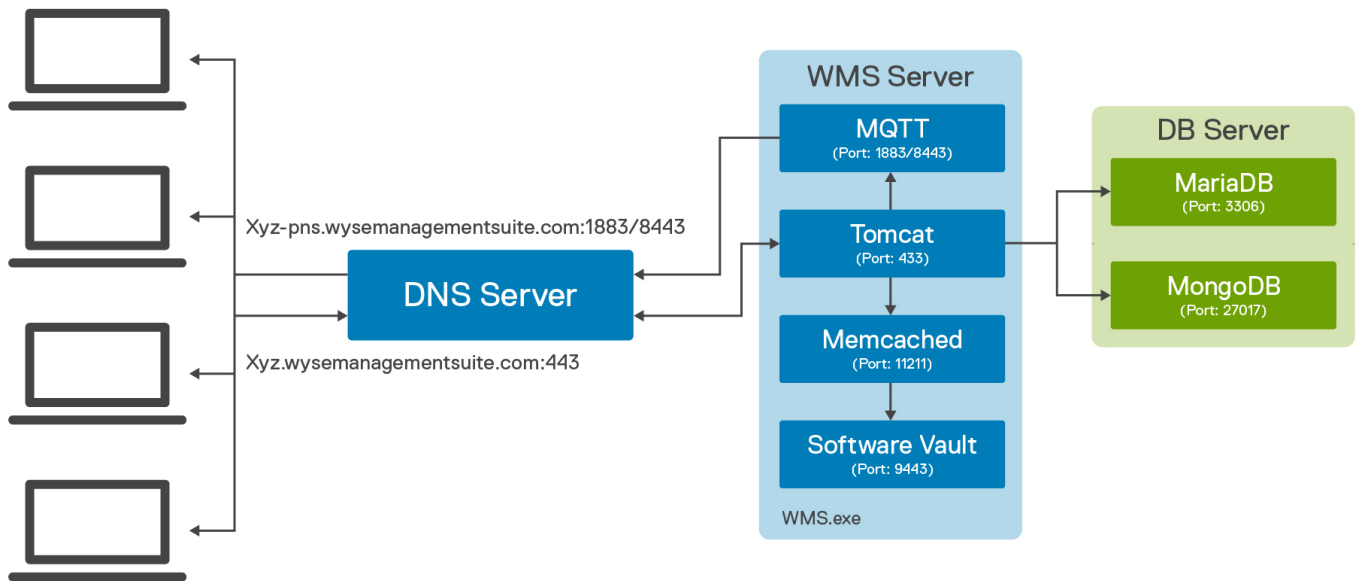 Xyz-pns.wysemanagementsuite.com:1883/8443
DNS Server
Xyz.wysemanagementsuite.com:443
WMS Server
MQTT
(Port: 1883/8443)
Tomcat
(Port: 433)
Memcached
(Port: 11211)
Software Vault
(Port: 9443)
WMS.exe
DB Server
MariaDB
(Port: 3306)
MongoDB
(Port: 27017)